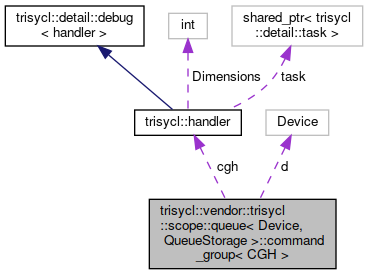 trisycl::detail::debug
< handler >
int
shared_ptr< trisycl
::detail::task >
Dimensions
task
trisycl::handler
Device
cgh
d
trisycl::vendor::trisycl
::scope::queue< Device,
QueueStorage >::command
_group< CGH >